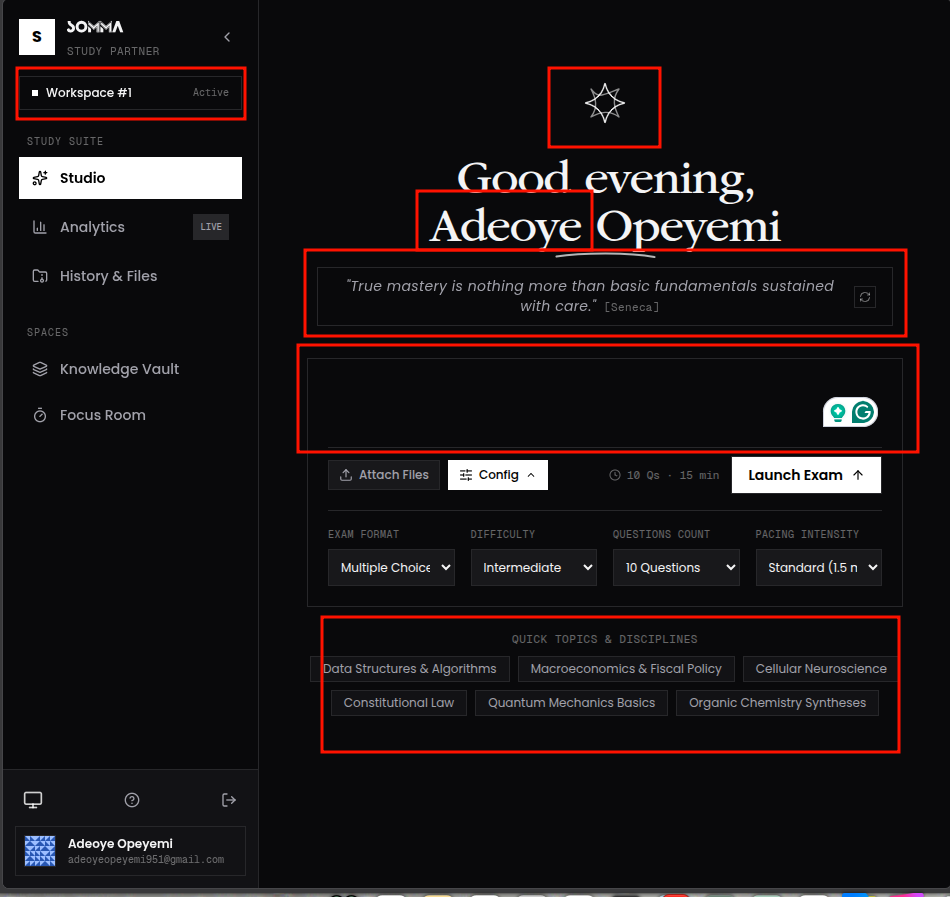 S
SOMMA
STUDY PARTNER
Workspace #1 Active
STUDY SUITE
Studio
Analytics LIVE
History & Files
SPACES
Knowledge Vault
Focus Room
Adeoye Opeyemi
adeoyeopeyemi951@gmail.com
Good evening,
Adeoye Opeyemi
"True mastery is nothing more than basic fundamentals sustained
with care." [Seneca]
Attach Files Config 10 Qs · 15 min Launch Exam
EXAM FORMAT DIFFICULTY QUESTIONS COUNT PACING INTENSITY
Multiple Choice Intermediate 10 Questions Standard (1.5 n
QUICK TOPICS & DISCIPLINES
Data Structures & Algorithms Macroeconomics & Fiscal Policy Cellular Neuroscience
Constitutional Law Quantum Mechanics Basics Organic Chemistry Syntheses